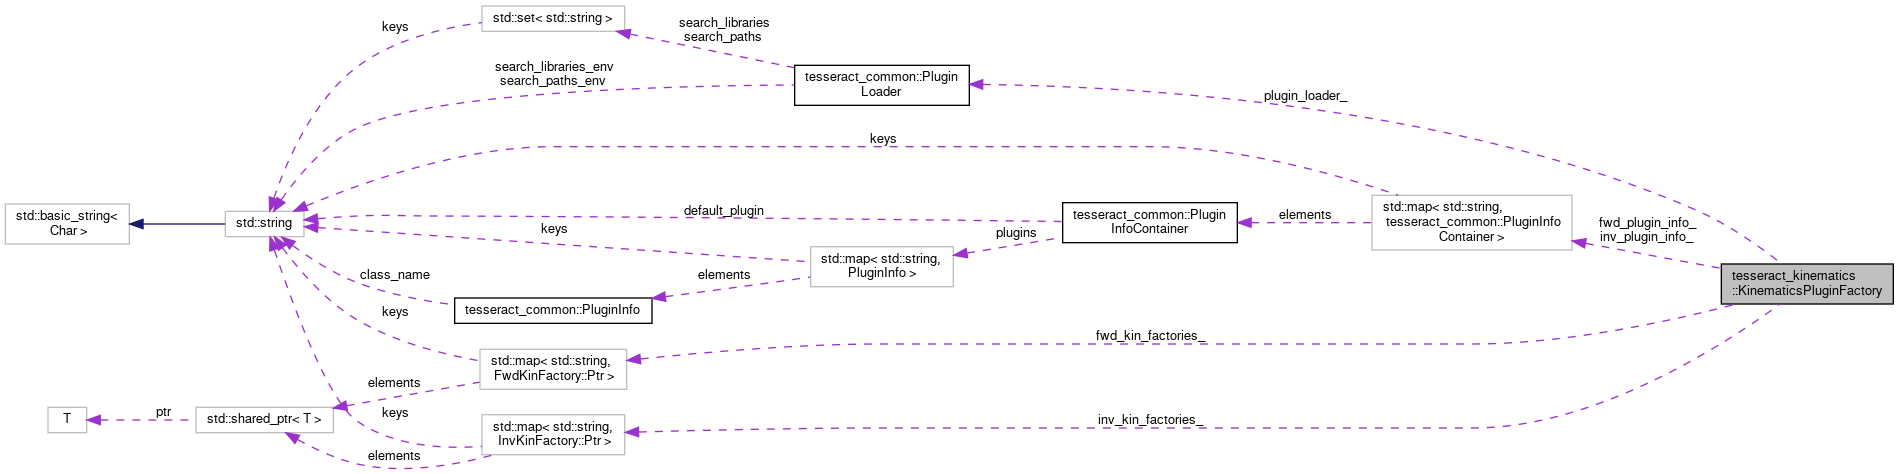 keys
std::set< std::string >
search_libraries
search_paths
search_libraries_env
search_paths_env
tesseract_common::Plugin
Loader
plugin_loader_
keys
std::basic_string<
Char >
std::string
default_plugin
keys
tesseract_common::Plugin
InfoContainer
elements
std::map< std::string,
tesseract_common::PluginInfo
Container >
fwd_plugin_info_
inv_plugin_info_
plugins
std::map< std::string,
PluginInfo >
class_name
elements
tesseract_common::PluginInfo
tesseract_kinematics
::KinematicsPluginFactory
keys
fwd_kin_factories_
std::map< std::string,
FwdKinFactory::Ptr >
elements
T
ptr
std::shared_ptr< T >
keys
inv_kin_factories_
std::map< std::string,
InvKinFactory::Ptr >
elements